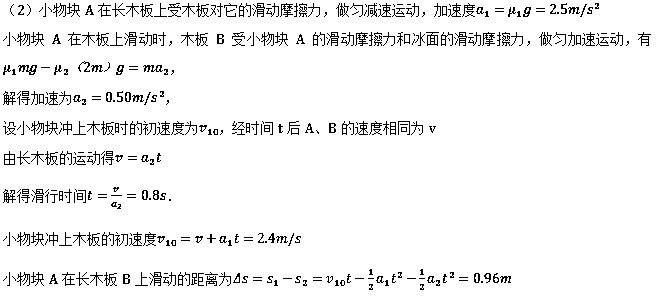 （2）小物块 A 在长木板上受木板对它的滑动摩擦力，做匀减速运动，加速度a₁＝μ₁g＝2.5m/s²
小物块 A 在木板上滑动时，木板 B 受小物块 A 的滑动摩擦力和冰面的滑动摩擦力，做匀加速运动，有
μ₁mg－μ₂（2m）g＝ma₂，
解得加速为a₂＝0.50m/s²，
设小物块冲上木板时的初速度为v₁₀，经时间 t 后 A、B 的速度相同为 v
由长木板的运动得v＝a₂t
解得滑行时间t＝v/a₂＝0.8s．
小物块冲上木板的初速度v₁₀＝v＋a₁t＝2.4m/s
小物块 A 在长木板 B 上滑动的距离为Δs＝s₁－s₂＝v₁₀t－½a₁t²－½a₂t²＝0.96m